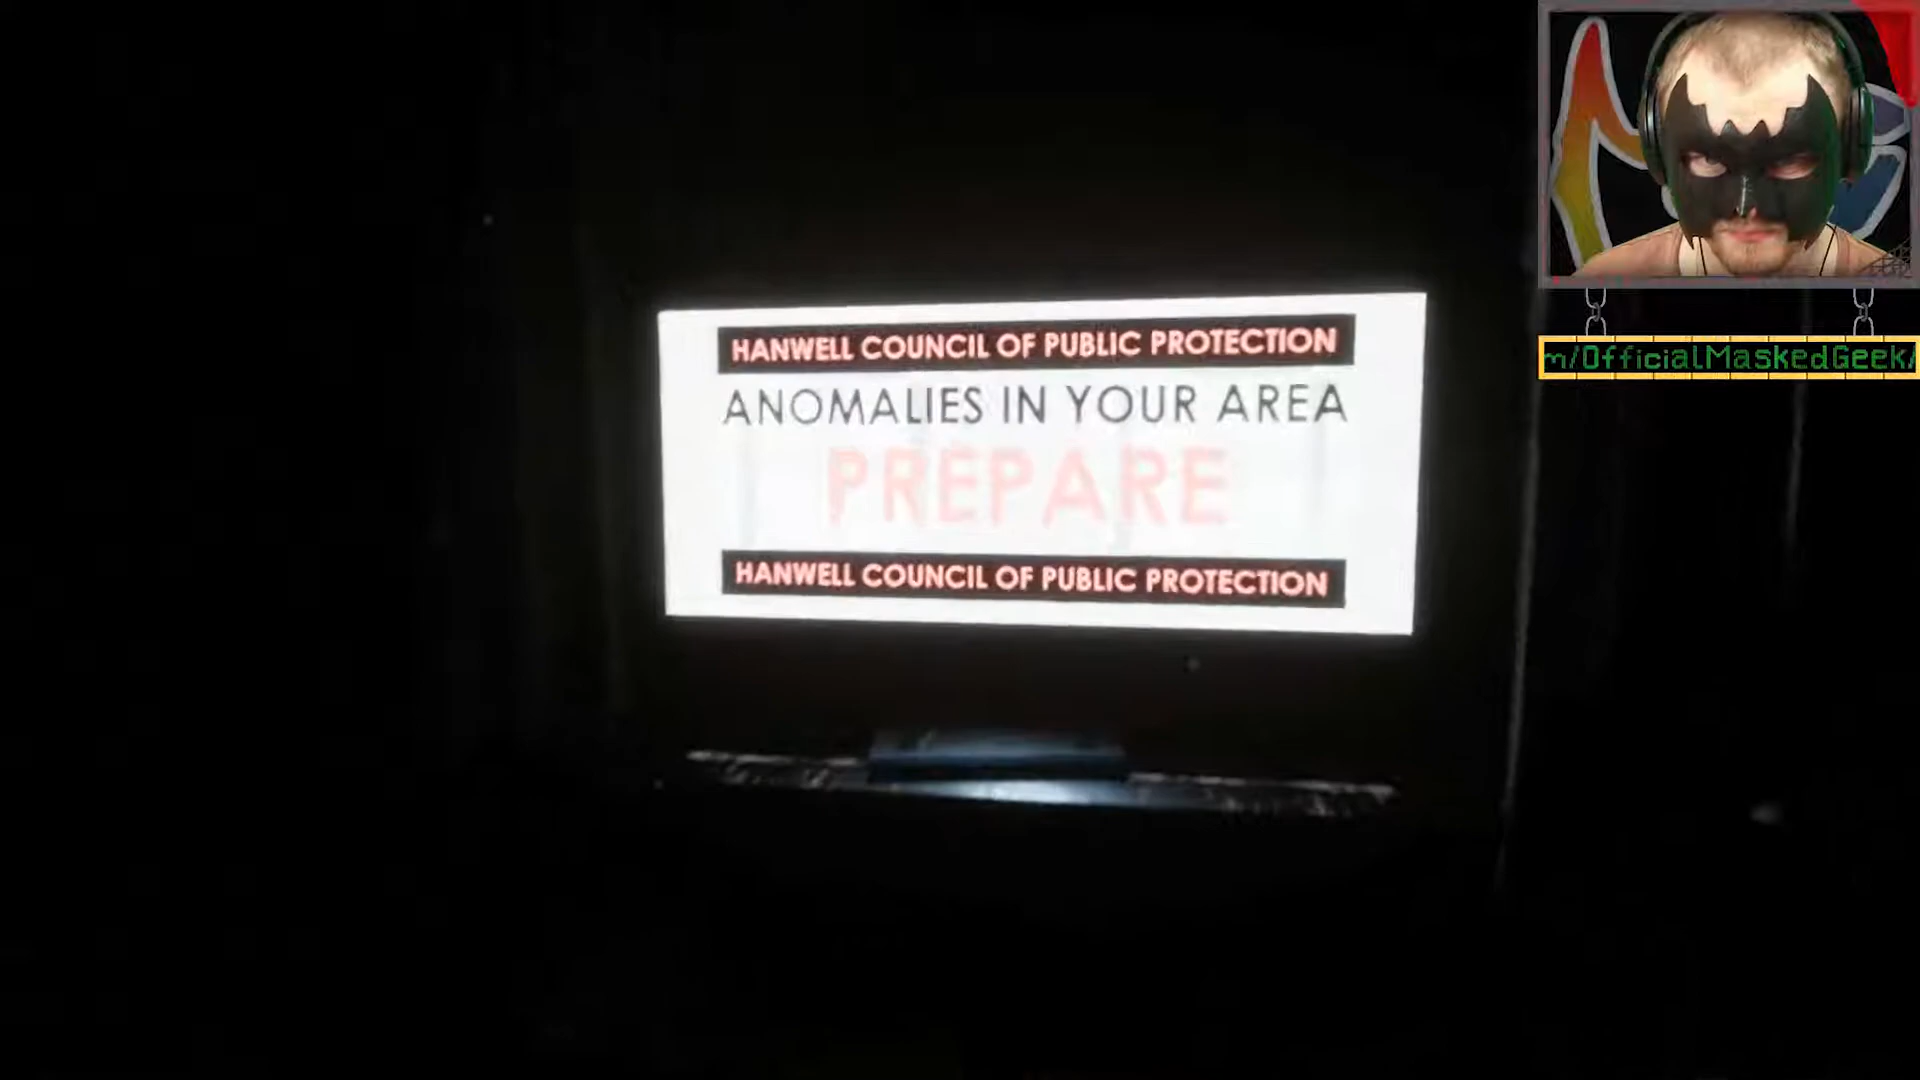 HANWELL COUNCIL OF PUBLIC PROTECTION
ANOMALIES IN YOUR AREA
PREPARE
HANWELL COUNCIL OF PUBLIC PROTECTION
m/OfficialMaskedGeek/